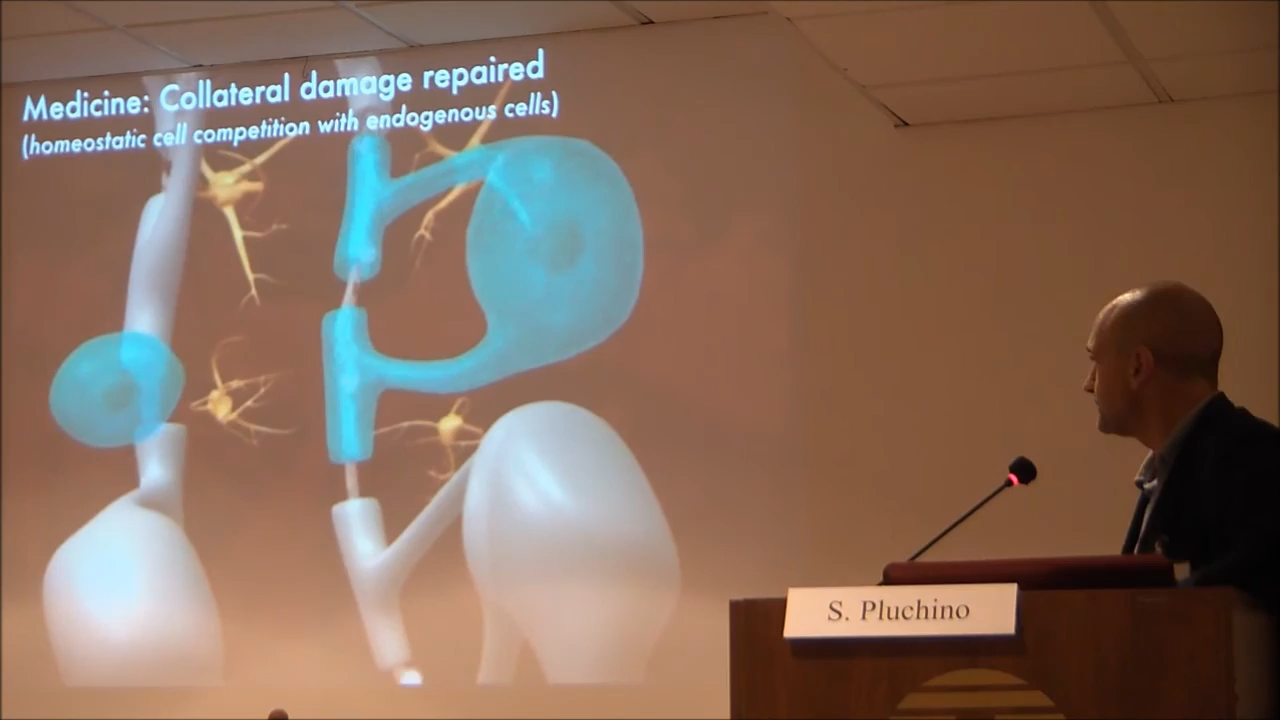 Medicine: Collateral damage repaired
(homeostatic cell competition with endogenous cells)
S. Pluchino